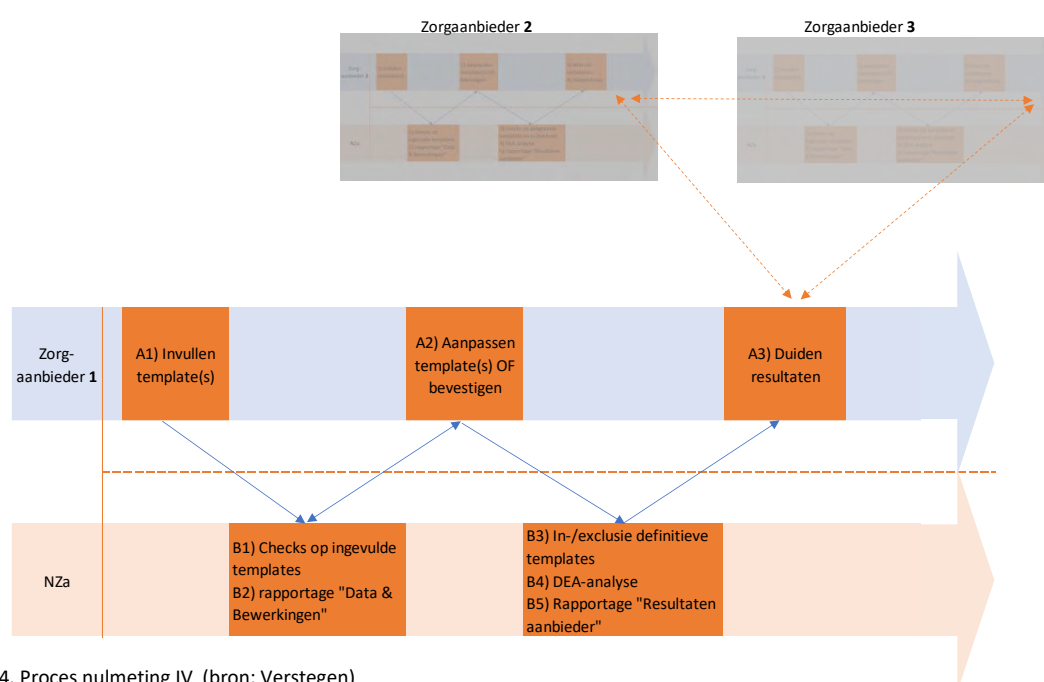 Zorgaanbieder 2
Zorgaanbieder 3
Zorg-
aanbieder 1
A1) Invullen
template(s)
A2) Aanpassen
template(s) OF
bevestigen
A3) Duiden
resultaten
NZa
B1) Checks op ingevulde
templates
B2) rapportage "Data &
Bewerkingen"
B3) In-/exclusie definitieve
templates
B4) DEA-analyse
B5) Rapportage "Resultaten
aanbieder"
4. Proces nulmeting IV (bron: Verstegen)